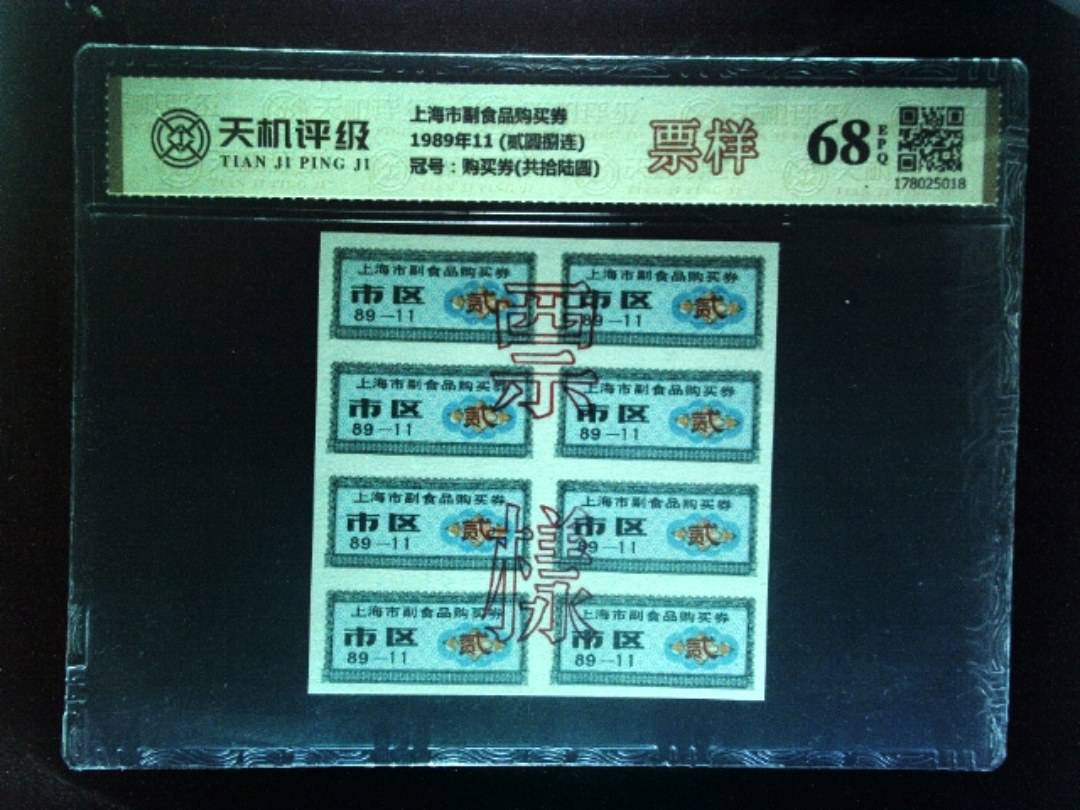 天机评级
TIAN JI PING JI
上海市副食品购买券
1989年11 (贰圆捌连)
冠号：购买券(共拾陆圆)
票样
68
EPQ
178025018
上海市副食品购买券
市区
贰
89—11
上海市副食品购买券
市区
贰
89—11
上海市副食品购买券
市区
贰
89—11
上海市副食品购买券
市区
贰
89—11
上海市副食品购买券
市区
贰
89—11
上海市副食品购买券
市区
贰
89—11
上海市副食品购买券
市区
贰
89—11
上海市副食品购买券
市区
贰
89—11
票
樣